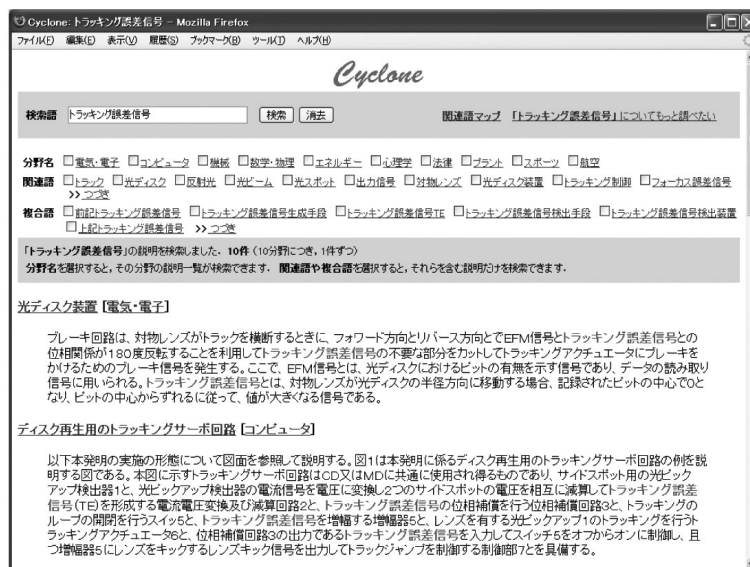 Cyclone: トラッキング誤差信号 - Mozilla Firefox
ファイル(F) 編集(E) 表示(V) 履歴(S) ブックマーク(B) ツール(T) ヘルプ(H)
Cyclone
検索語 トラッキング誤差信号 検索 消去 関連語マップ 「トラッキング誤差信号」についてもっと調べたい
分野名 電気・電子 コンピュータ 機械 数学・物理 エネルギー 心理学 法律 プラント スポーツ 航空
関連語 トラック 光ディスク 反射光 光ビーム 光スポット 出力信号 対物レンズ 光ディスク装置 トラッキング制御 フォーカス誤差信号
>> つづき
複合語 前記トラッキング誤差信号 トラッキング誤差信号生成手段 トラッキング誤差信号TE トラッキング誤差信号検出手段 トラッキング誤差信号検出装置
上記トラッキング誤差信号 >> つづき
「トラッキング誤差信号」の説明を検索しました. 10件 (10分野につき, 1件ずつ)
分野名を選択すると, その分野の説明一覧が検索できます. 関連語や複合語を選択すると, それらを含む説明だけを検索できます.
光ディスク装置 [電気・電子]
ブレーキ回路は、対物レンズがトラックを横断するときに、フォワード方向とリバース方向とでEFM信号とトラッキング誤差信号との
位相関係が180度反転することを利用してトラッキング誤差信号の不要な部分をカットしてトラッキングアクチュエータにブレーキを
かけるためのブレーキ信号を発生する。ここで、EFM信号とは、光ディスクにおけるピットの有無を示す信号であり、データの読み取り
信号に用いられる。トラッキング誤差信号とは、対物レンズが光ディスクの半径方向に移動する場合、記録されたピットの中心で0と
なり、ピットの中心からずれるに従って、値が大きくなる信号である。
ディスク再生用のトラッキングサーボ回路 [コンピュータ]
以下本発明の実施の形態について図面を参照して説明する。図1は本発明に係るディスク再生用のトラッキングサーボ回路の例を説
明する図である。本図に示すトラッキングサーボ回路はCD又はMDに共通に使用され得るものであり、サイドスポット用の光ピック
アップ検出器1と、光ピックアップ検出器の電流信号を電圧に変換し2つのサイドスポットの電圧を相互に減算してトラッキング誤差
信号(TE)を形成する電流電圧変換及び減算回路2と、トラッキング誤差信号の位相補償を行う位相補償回路3と、トラッキングの
ループの開閉を行うスイッ5と、トラッキング誤差信号を増幅する増幅器5と、レンズを有する光ピックアップ1のトラッキングを行うト
ラッキングアクチュエータ6と、位相補償回路3の出力であるトラッキング誤差信号を入力してスイッチ5をオフからオンに制御し、且
つ増幅器5にレンズをキックするレンズキック信号を出力してトラックジャンプを制御する制御部7とを具備する。